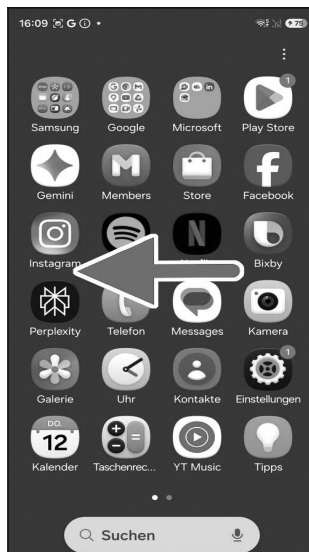 16:09 G
75
1
Samsung Google Microsoft Play Store
Gemini Members Store Facebook
Instagram Bixby
Perplexity Telefon Messages Kamera
1
Galerie Uhr Kontakte Einstellungen
DO.
12
Kalender Taschenrec... YT Music Tipps
Suchen